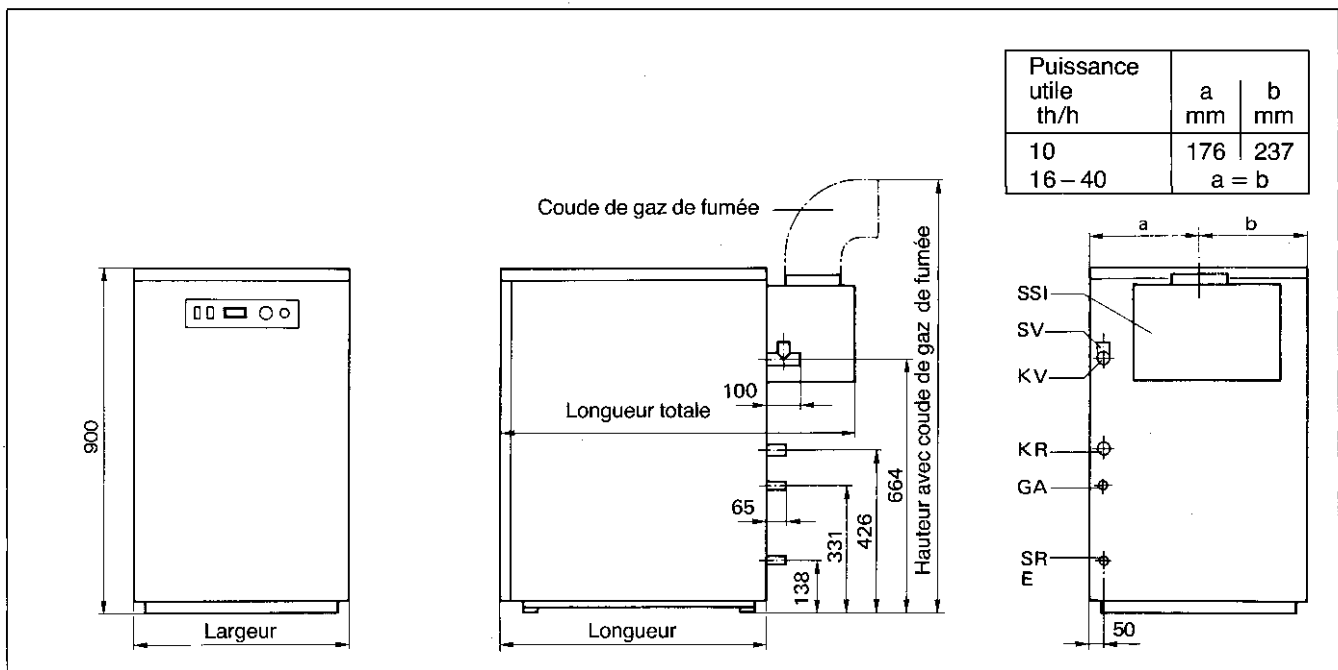 Puissance
utile
th/h
a
mm
b
mm
10
176
237
16 – 40
a = b
Coude de gaz de fumée
900
Largeur
Longueur totale
Longueur
100
65
138
331
426
664
Hauteur avec coude de gaz de fumée
a
b
SSI
SV
KV
KR
GA
SR
E
50